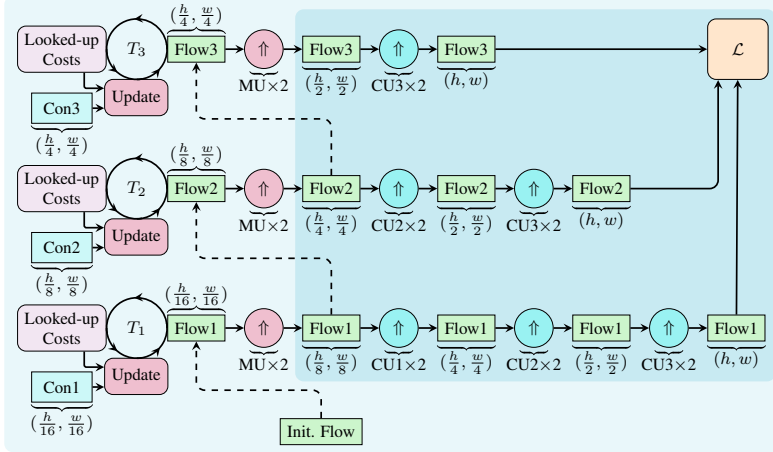 (h/4, w/4)
Looked-up
Costs
T₃
Flow3
⇑
Flow3
⇑
Flow3
ℒ
MU×2
(h/2, w/2)
CU3×2
(h, w)
Update
Con3
(h/4, w/4)
(h/8, w/8)
Looked-up
Costs
T₂
Flow2
⇑
Flow2
⇑
Flow2
⇑
Flow2
MU×2
(h/4, w/4)
CU2×2
(h/2, w/2)
CU3×2
(h, w)
Update
Con2
(h/8, w/8)
(h/16, w/16)
Looked-up
Costs
T₁
Flow1
⇑
Flow1
⇑
Flow1
⇑
Flow1
⇑
Flow1
MU×2
(h/8, w/8)
CU1×2
(h/4, w/4)
CU2×2
(h/2, w/2)
CU3×2
(h, w)
Update
Con1
(h/16, w/16)
Init. Flow